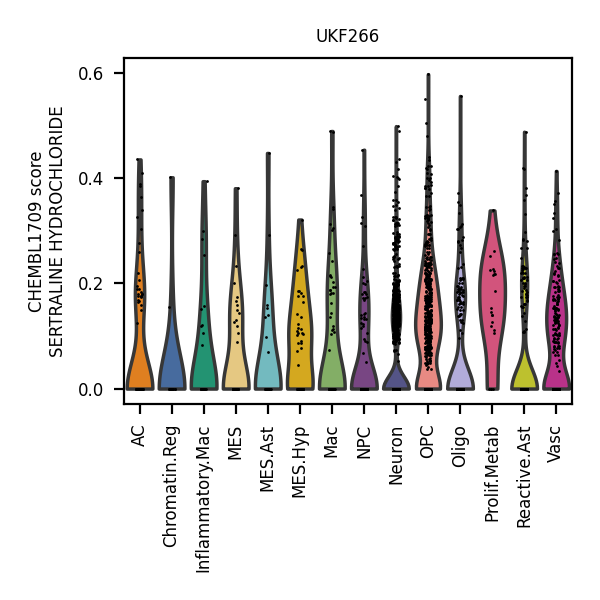 UKF266
CHEMBL1709 score
SERTRALINE HYDROCHLORIDE
0.6
0.4
0.2
0.0
AC
Chromatin.Reg
Inflammatory.Mac
MES
MES.Ast
MES.Hyp
Mac
NPC
Neuron
OPC
Oligo
Prolif.Metab
Reactive.Ast
Vasc